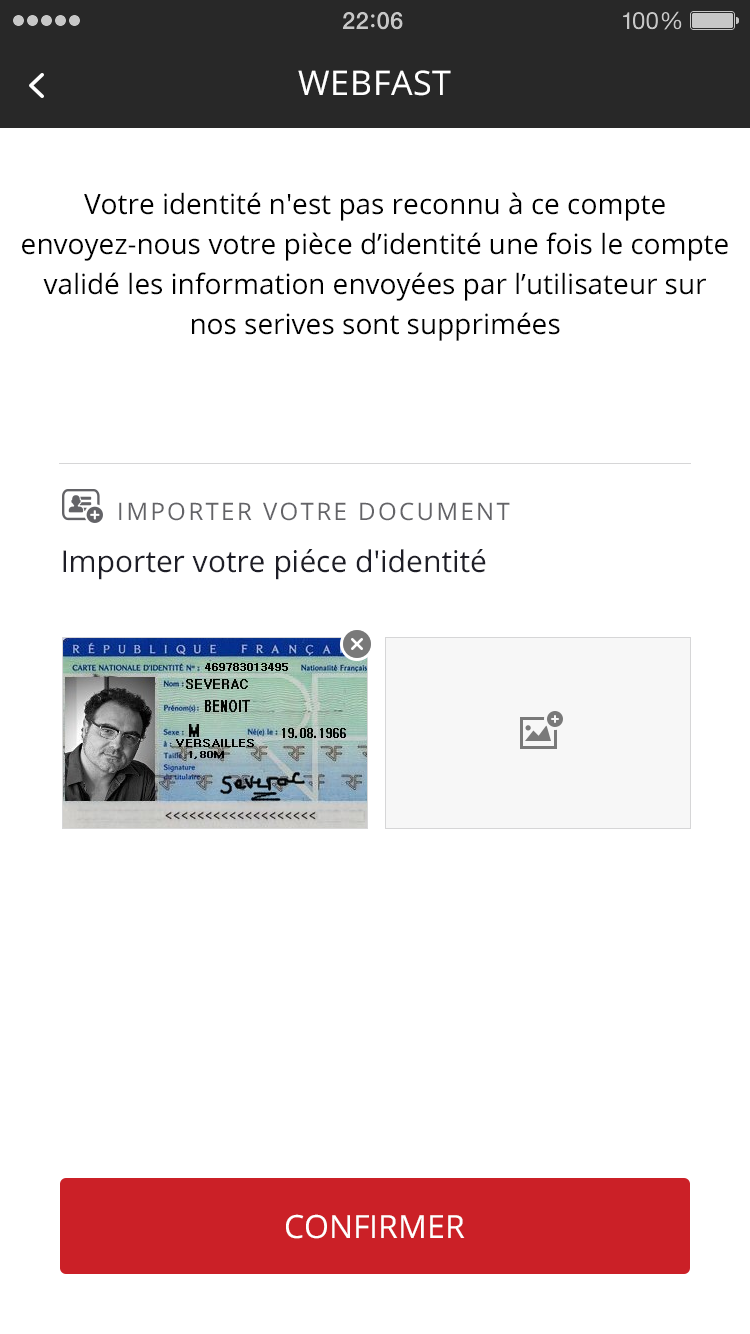 22:06
100%
WEBFAST
Votre identité n'est pas reconnu à ce compte
envoyez-nous votre pièce d’identité une fois le compte
validé les information envoyées par l’utilisateur sur
nos serives sont supprimées
IMPORTER VOTRE DOCUMENT
Importer votre piéce d'identité
RÉPUBLIQUE FRANÇA
CARTE NATIONALE D'IDENTITÉ Nº : 469783013495 Nationalité Français
Nom : SEVERAC
Prénom(s) : BENOIT
Sexe : M Né(e) le : 19.08.1966
à : VERSAILLES
Taille : 1,80M
Signature
du titulaire
Severac
<<<<<<<<<<<<<<<<<<<
CONFIRMER